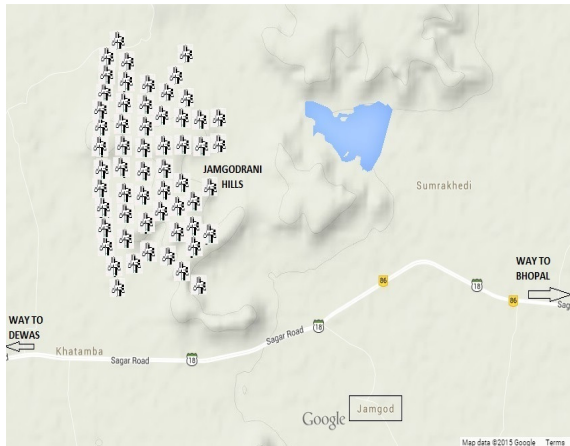 JAMGODRANI
HILLS
Sumrakhedi
WAY TO
BHOPAL
86
18
86
Sag
18
WAY TO
DEWAS
Khatamba
Sagar Road
18
Sagar Road
Google
Jamgod
Map data ©2015 Google Terms